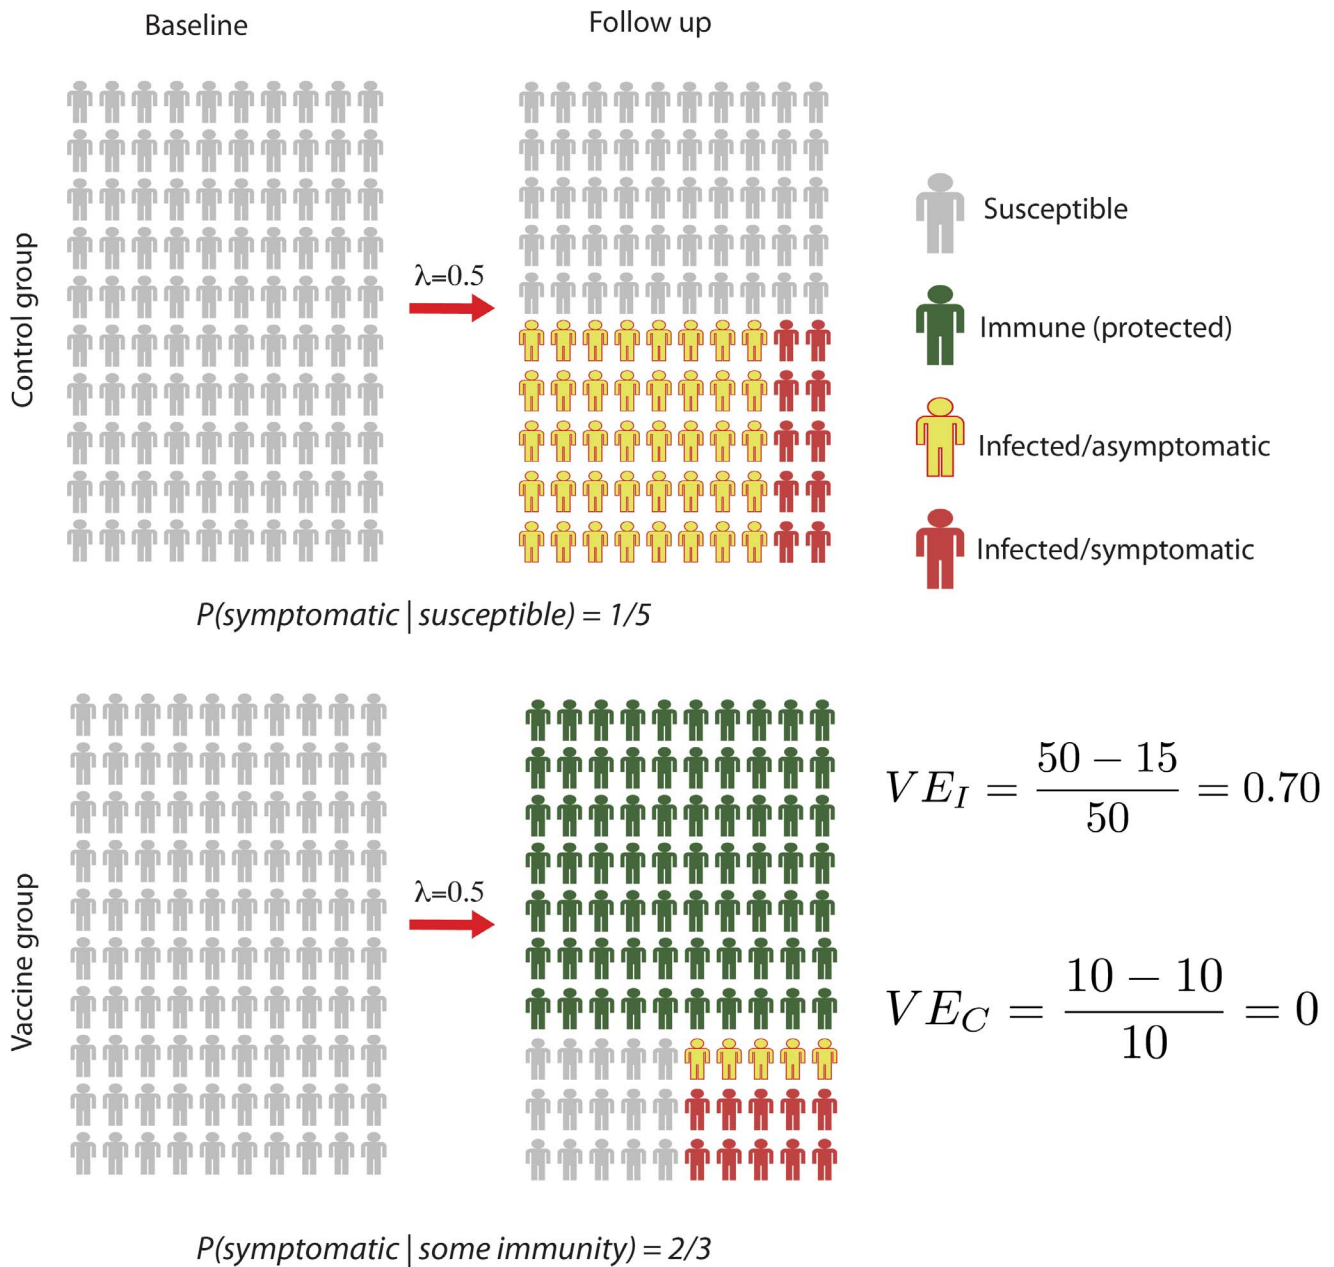 Baseline
Follow up
Control group
λ=0.5
Susceptible
Immune (protected)
Infected/asymptomatic
Infected/symptomatic
P(symptomatic | susceptible) = 1/5
Vaccine group
λ=0.5
VE_I = \frac{50 - 15}{50} = 0.70
VE_C = \frac{10 - 10}{10} = 0
P(symptomatic | some immunity) = 2/3